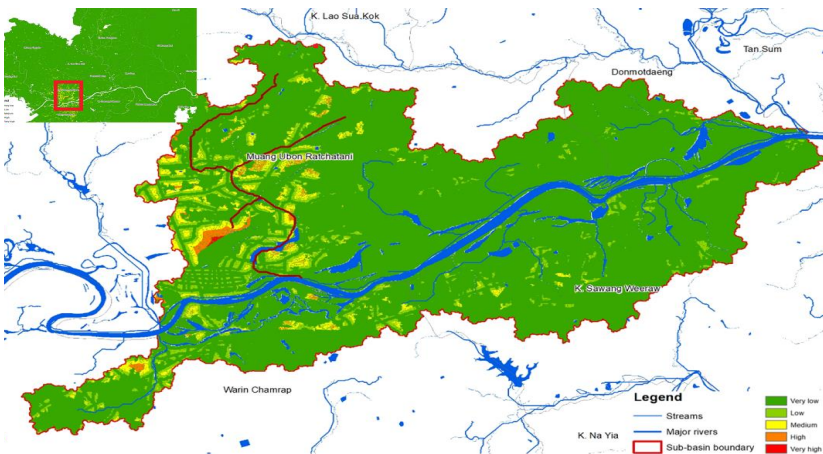 K. Lao Sua Kok
Tan Sum
Donmotdaeng
Muang Ubon Ratchatani
K. Sawang Weeraw
Warin Chamrap
K. Na Yia
Legend
Streams
Major rivers
Sub-basin boundary
Very low
Low
Medium
High
Very high